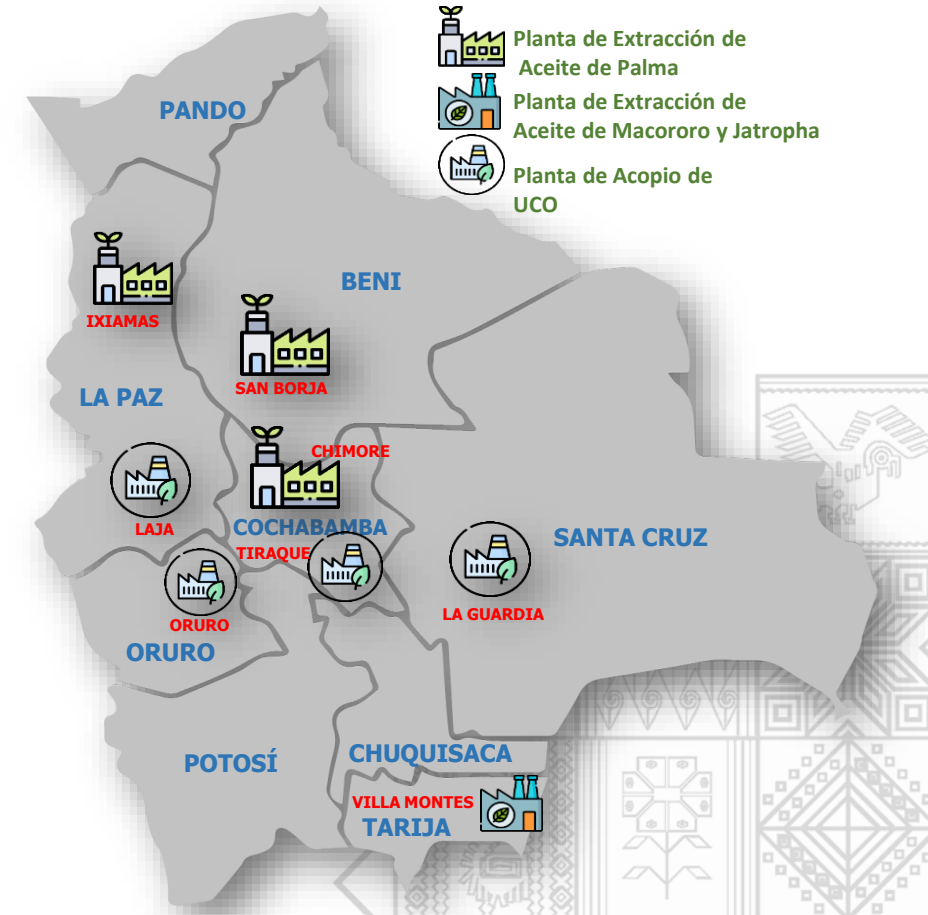 Planta de Extracción de
Aceite de Palma
Planta de Extracción de
Aceite de Macororo y Jatropha
Planta de Acopio de
UCO
PANDO
BENI
IXIAMAS
SAN BORJA
LA PAZ
CHIMORE
LAJA
COCHABAMBA
TIRAQUE
SANTA CRUZ
LA GUARDIA
ORURO
ORURO
POTOSÍ
CHUQUISACA
VILLA MONTES
TARIJA